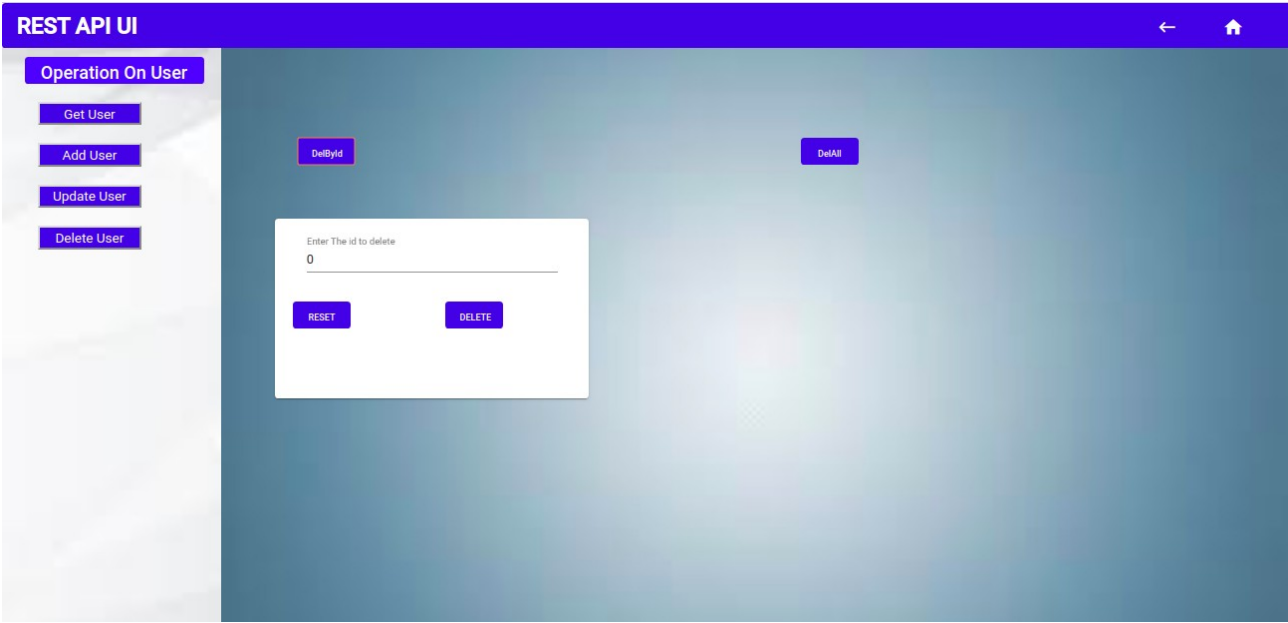 REST API UI
Operation On User
Get User
Add User
Update User
Delete User
DelById
DelAll
Enter The id to delete
0
RESET
DELETE